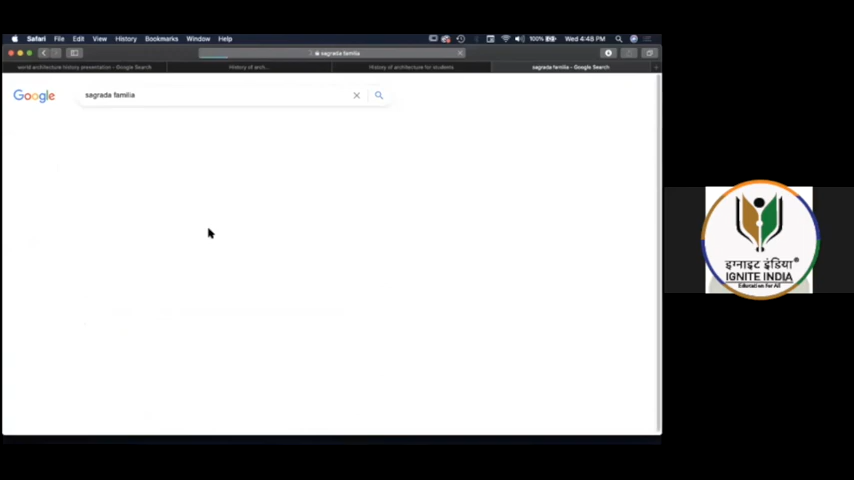 Safari File Edit View History Bookmarks Window Help 100% Wed 4:48 PM
sagrada familia
world architecture history presentation - Google Search History of arch... History of architecture for students sagrada familia - Google Search
Google sagrada familia
इग्नाइट इंडिया®
IGNITE INDIA
Education For All